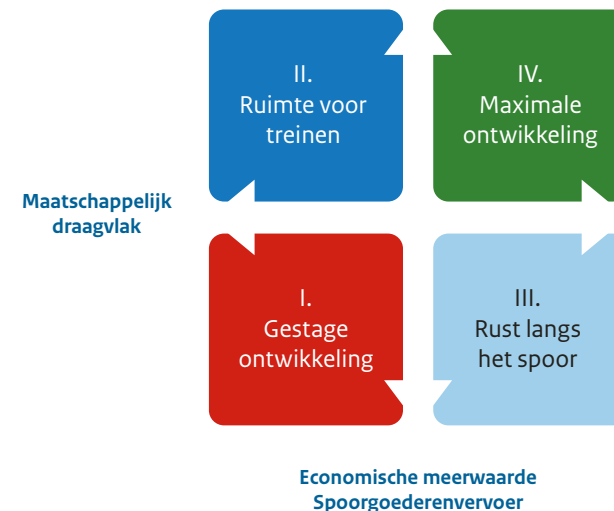 II.
Ruimte voor
treinen
IV.
Maximale
ontwikkeling
Maatschappelijk
draagvlak
I.
Gestage
ontwikkeling
III.
Rust langs
het spoor
Economische meerwaarde
Spoorgoederenvervoer